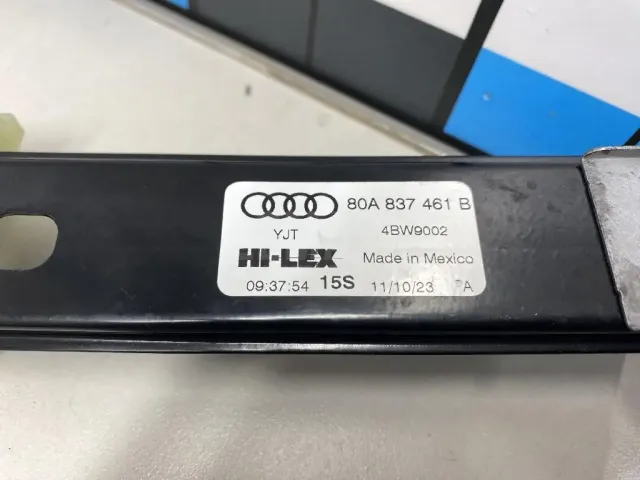 80A 837 461 B
YJT 4BW9002
HI-LEX Made in Mexico
09:37:54 15S 11/10/23